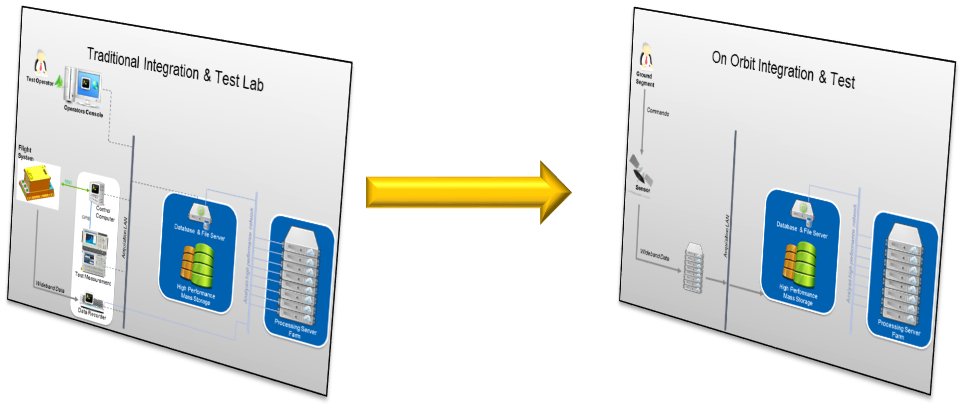 Traditional Integration & Test Lab
Test Operator
Operators Console
Flight
System
Control
Computer
Test Measurement
Wideband Data
Data Recorder
Database & File Server
High Performance
Mass Storage
Processing Server
Farm
On Orbit Integration & Test
Ground
Segment
Commands
Sensor
Wideband Data
Database & File Server
High Performance
Mass Storage
Processing Server
Farm